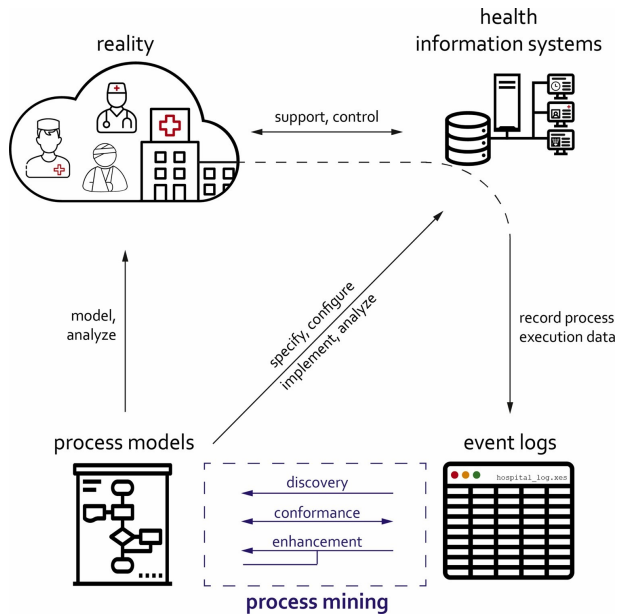 reality
health
information systems
support, control
model,
analyze
specify, configure
implement, analyze
record process
execution data
process models
event logs
hospital_log.xes
discovery
conformance
enhancement
process mining